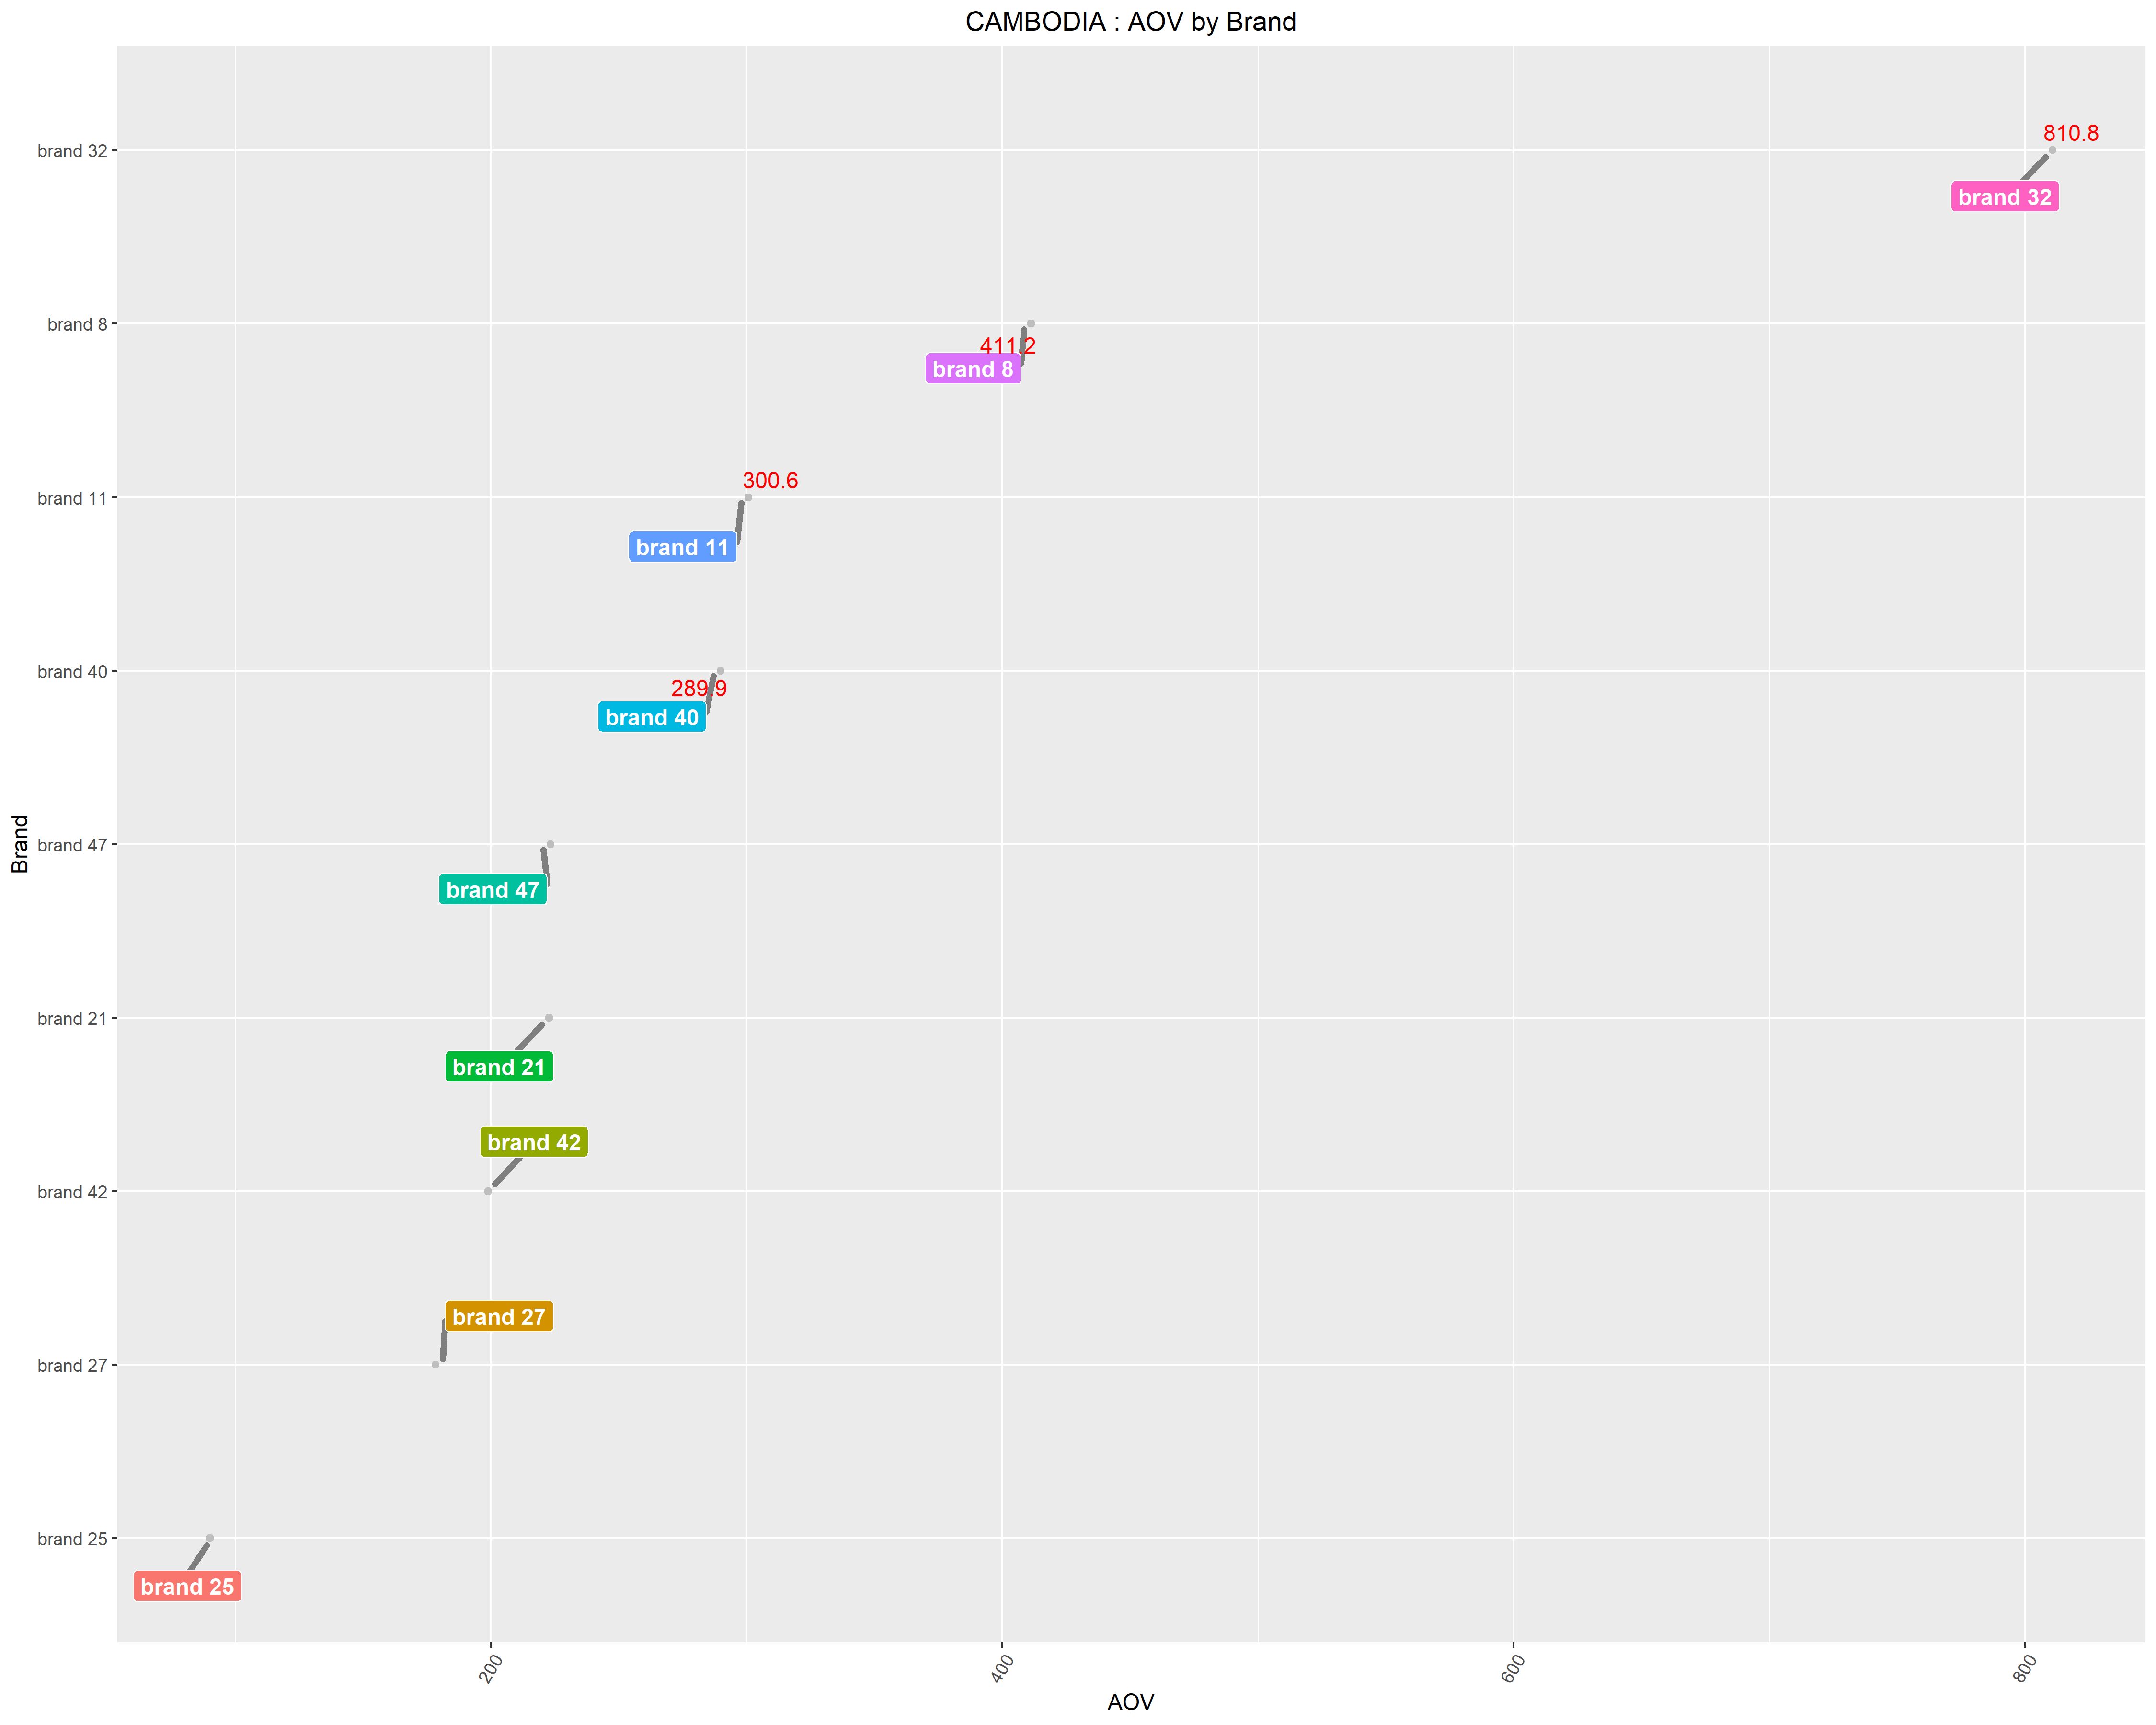 CAMBODIA : AOV by Brand
810.8
brand 32
brand 32
brand 8
411.2
brand 8
300.6
brand 11
brand 11
brand 40
289.9
brand 40
Brand
brand 47
brand 47
brand 21
brand 21
brand 42
brand 42
brand 27
brand 27
brand 25
brand 25
200
400
600
800
AOV